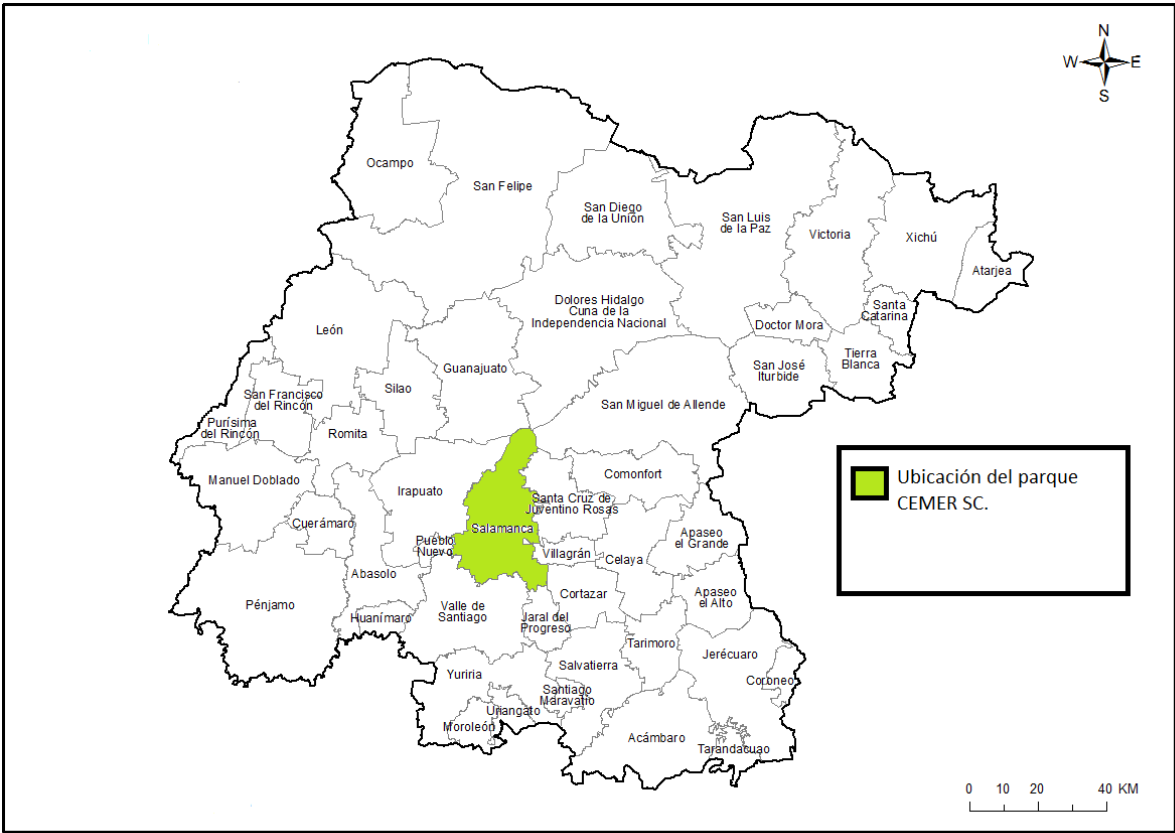 N
W
E
S
Ocampo
San Felipe
San Diego
de la Unión
San Luis
de la Paz
Victoria
Xichú
Atarjea
Santa
Catarina
Dolores Hidalgo
Cuna de la
Independencia Nacional
Doctor Mora
León
Tierra
Blanca
San José
Iturbide
Guanajuato
Silao
San Francisco
del Rincón
San Miguel de Allende
Purísima
del Rincón
Romita
Comonfort
Manuel Doblado
Irapuato
Santa Cruz de
Juventino Rosas
Cuerámaro
Salamanca
Apaseo
el Grande
Pueblo
Nuevo
Villagrán
Celaya
Abasolo
Cortazar
Apaseo
el Alto
Pénjamo
Valle de
Santiago
Huanímaro
Jaral del
Progreso
Tarimoro
Jerécuaro
Salvatierra
Yuriria
Coroneo
Santiago
Maravatío
Uriangato
Moroleón
Acámbaro
Tarandacuao
Ubicación del parque
CEMER SC.
0 10 20 40 KM